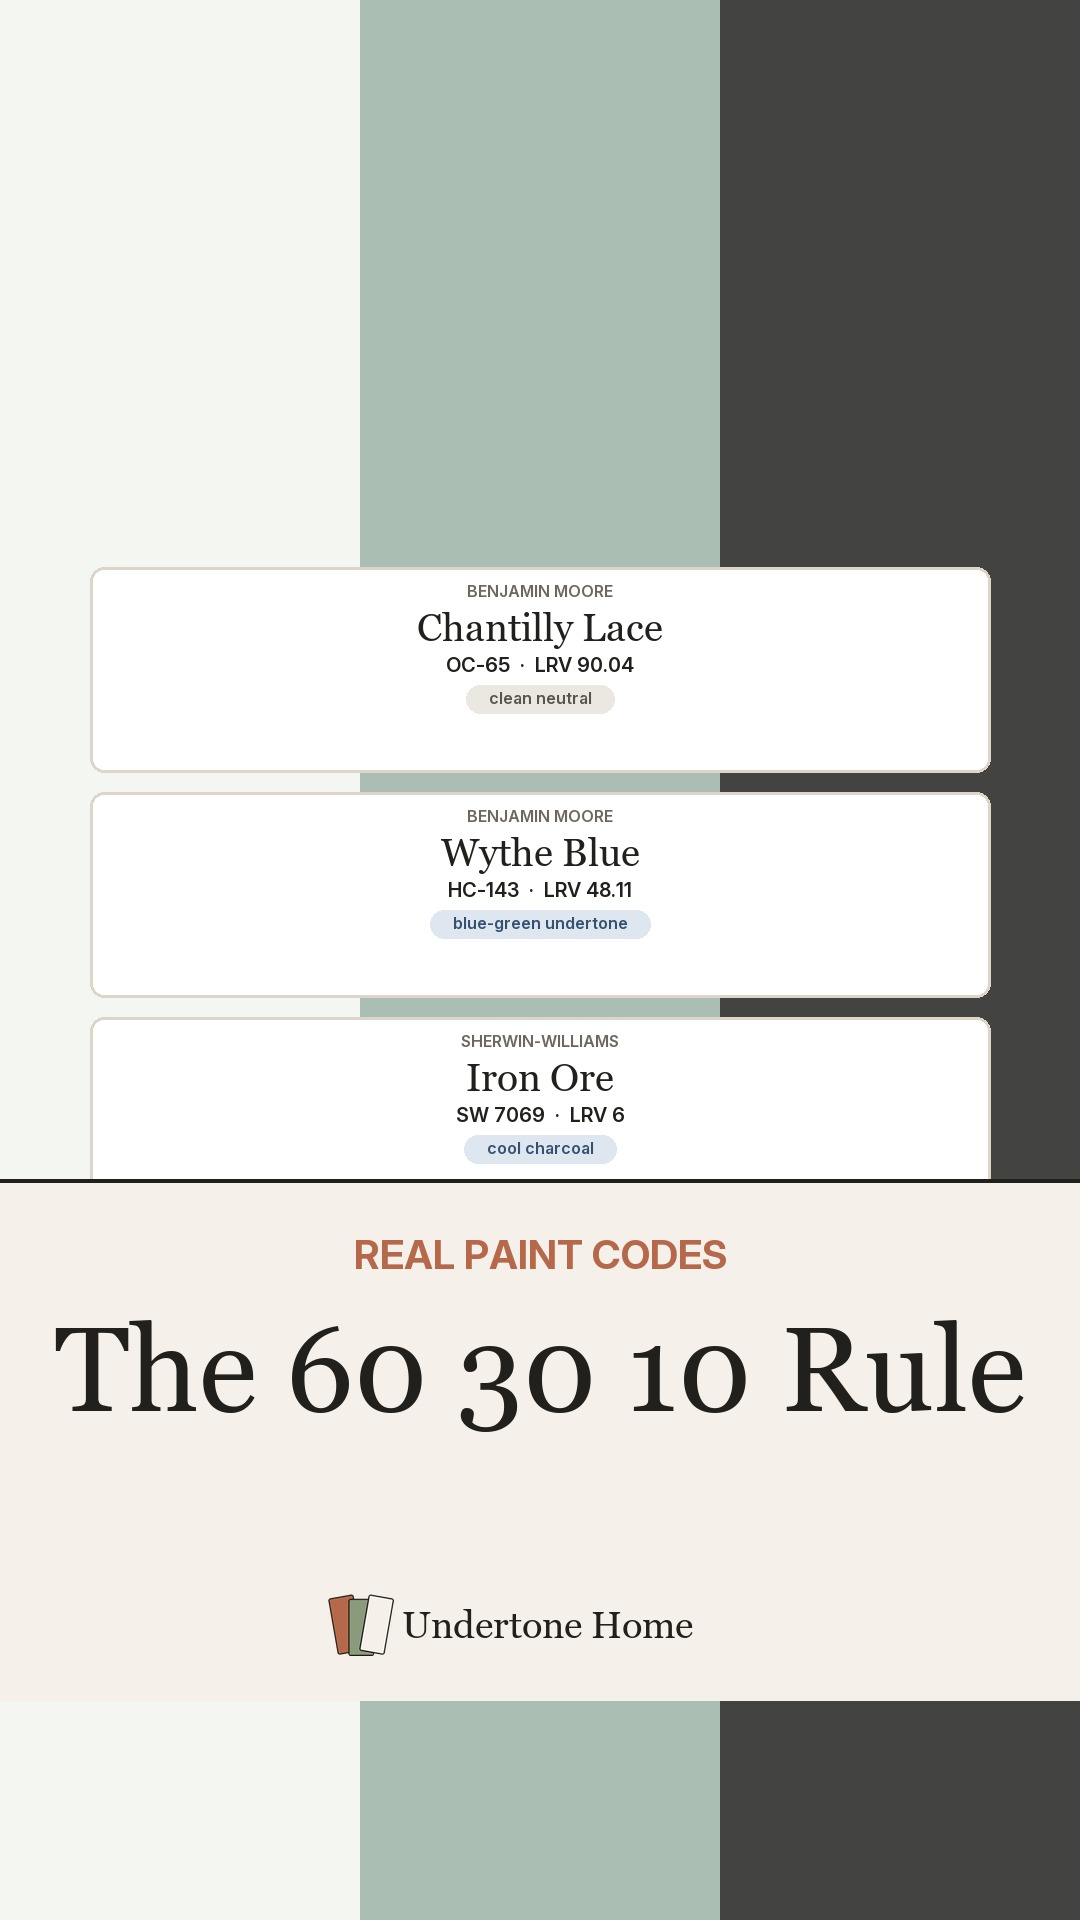 BENJAMIN MOORE
Chantilly Lace
OC-65 · LRV 90.04
clean neutral
BENJAMIN MOORE
Wythe Blue
HC-143 · LRV 48.11
blue-green undertone
SHERWIN-WILLIAMS
Iron Ore
SW 7069 · LRV 6
cool charcoal
REAL PAINT CODES
The 60 30 10 Rule
Undertone Home